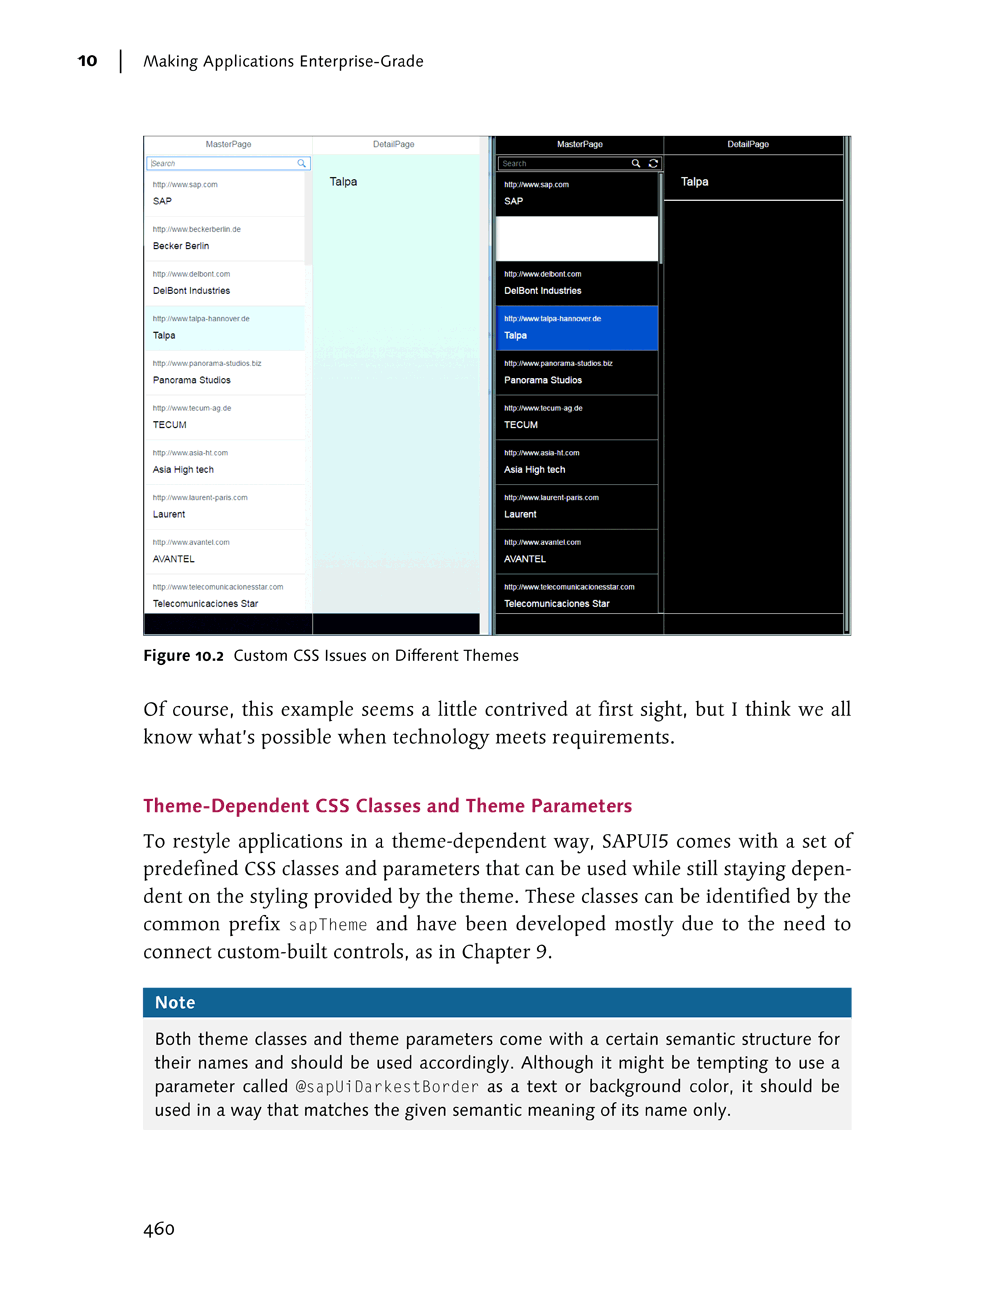 10 Making Applications Enterprise-Grade
MasterPage DetailPage
Search
Talpa
http://www.sap.com
SAP
http://www.beckerberlin.de
Becker Berlin
http://www.delbont.com
DelBont Industries
http://www.talpa-hannover.de
Talpa
http://www.panorama-studios.biz
Panorama Studios
http://www.tecum-ag.de
TECUM
http://www.asia-ht.com
Asia High tech
http://www.laurent-paris.com
Laurent
http://www.avantel.com
AVANTEL
http://www.telecomunicacionesstar.com
Telecomunicaciones Star
MasterPage DetailPage
Search
Talpa
http://www.sap.com
SAP
http://www.delbont.com
DelBont Industries
http://www.talpa-hannover.de
Talpa
http://www.panorama-studios.biz
Panorama Studios
http://www.tecum-ag.de
TECUM
http://www.asia-ht.com
Asia High tech
http://www.laurent-paris.com
Laurent
http://www.avantel.com
AVANTEL
http://www.telecomunicacionesstar.com
Telecomunicaciones Star
Figure 10.2 Custom CSS Issues on Different Themes
Of course, this example seems a little contrived at first sight, but I think we all
know what's possible when technology meets requirements.
Theme-Dependent CSS Classes and Theme Parameters
To restyle applications in a theme-dependent way, SAPUI5 comes with a set of
predefined CSS classes and parameters that can be used while still staying depen-
dent on the styling provided by the theme. These classes can be identified by the
common prefix sapTheme and have been developed mostly due to the need to
connect custom-built controls, as in Chapter 9.
Note
Both theme classes and theme parameters come with a certain semantic structure for
their names and should be used accordingly. Although it might be tempting to use a
parameter called @sapUiDarkestBorder as a text or background color, it should be
used in a way that matches the given semantic meaning of its name only.
460